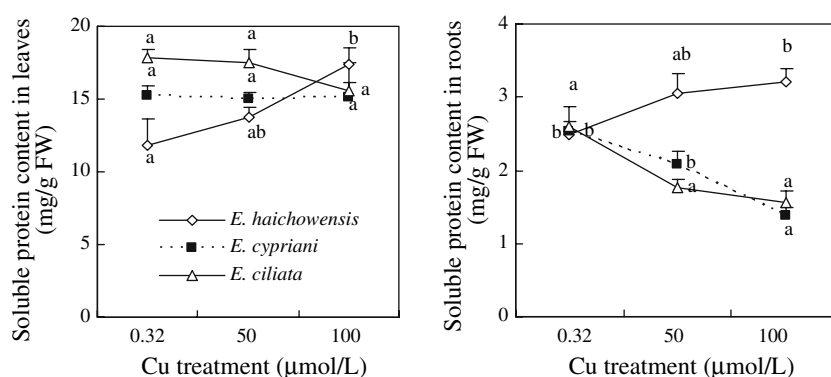 Soluble protein content in leaves
(mg/g FW)
20
15
10
5
0
a
a
b
a
a
a
a
a
ab
E. haichowensis
E. cypriani
E. ciliata
0.32
50
100
Cu treatment (μmol/L)
Soluble protein content in roots
(mg/g FW)
4
3
2
1
0
a
ab
b
b
b
b
a
a
a
0.32
50
100
Cu treatment (μmol/L)